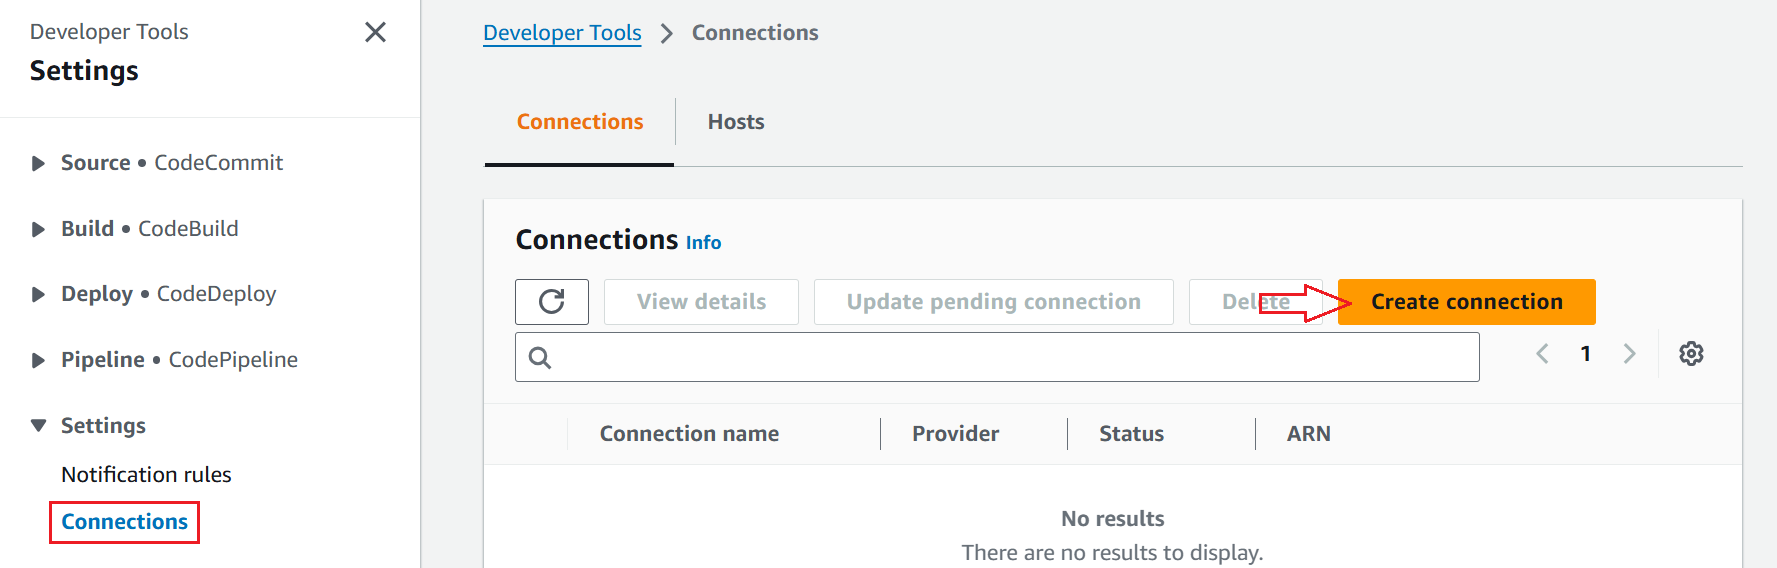 Developer Tools
Settings
Source • CodeCommit
Build • CodeBuild
Deploy • CodeDeploy
Pipeline • CodePipeline
Settings
Notification rules
Connections
Developer Tools > Connections
Connections
Hosts
Connections Info
View details
Update pending connection
Delete
Create connection
1
Connection name
Provider
Status
ARN
No results
There are no results to display.